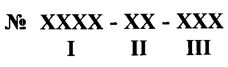 № XXXX - XX - XXX
I II III